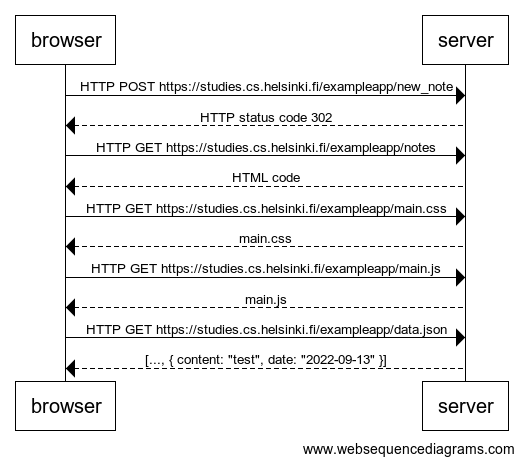 browser server
HTTP POST https://studies.cs.helsinki.fi/exampleapp/new_note
HTTP status code 302
HTTP GET https://studies.cs.helsinki.fi/exampleapp/notes
HTML code
HTTP GET https://studies.cs.helsinki.fi/exampleapp/main.css
main.css
HTTP GET https://studies.cs.helsinki.fi/exampleapp/main.js
main.js
HTTP GET https://studies.cs.helsinki.fi/exampleapp/data.json
[..., { content: "test", date: "2022-09-13" }]
browser server
www.websequencediagrams.com